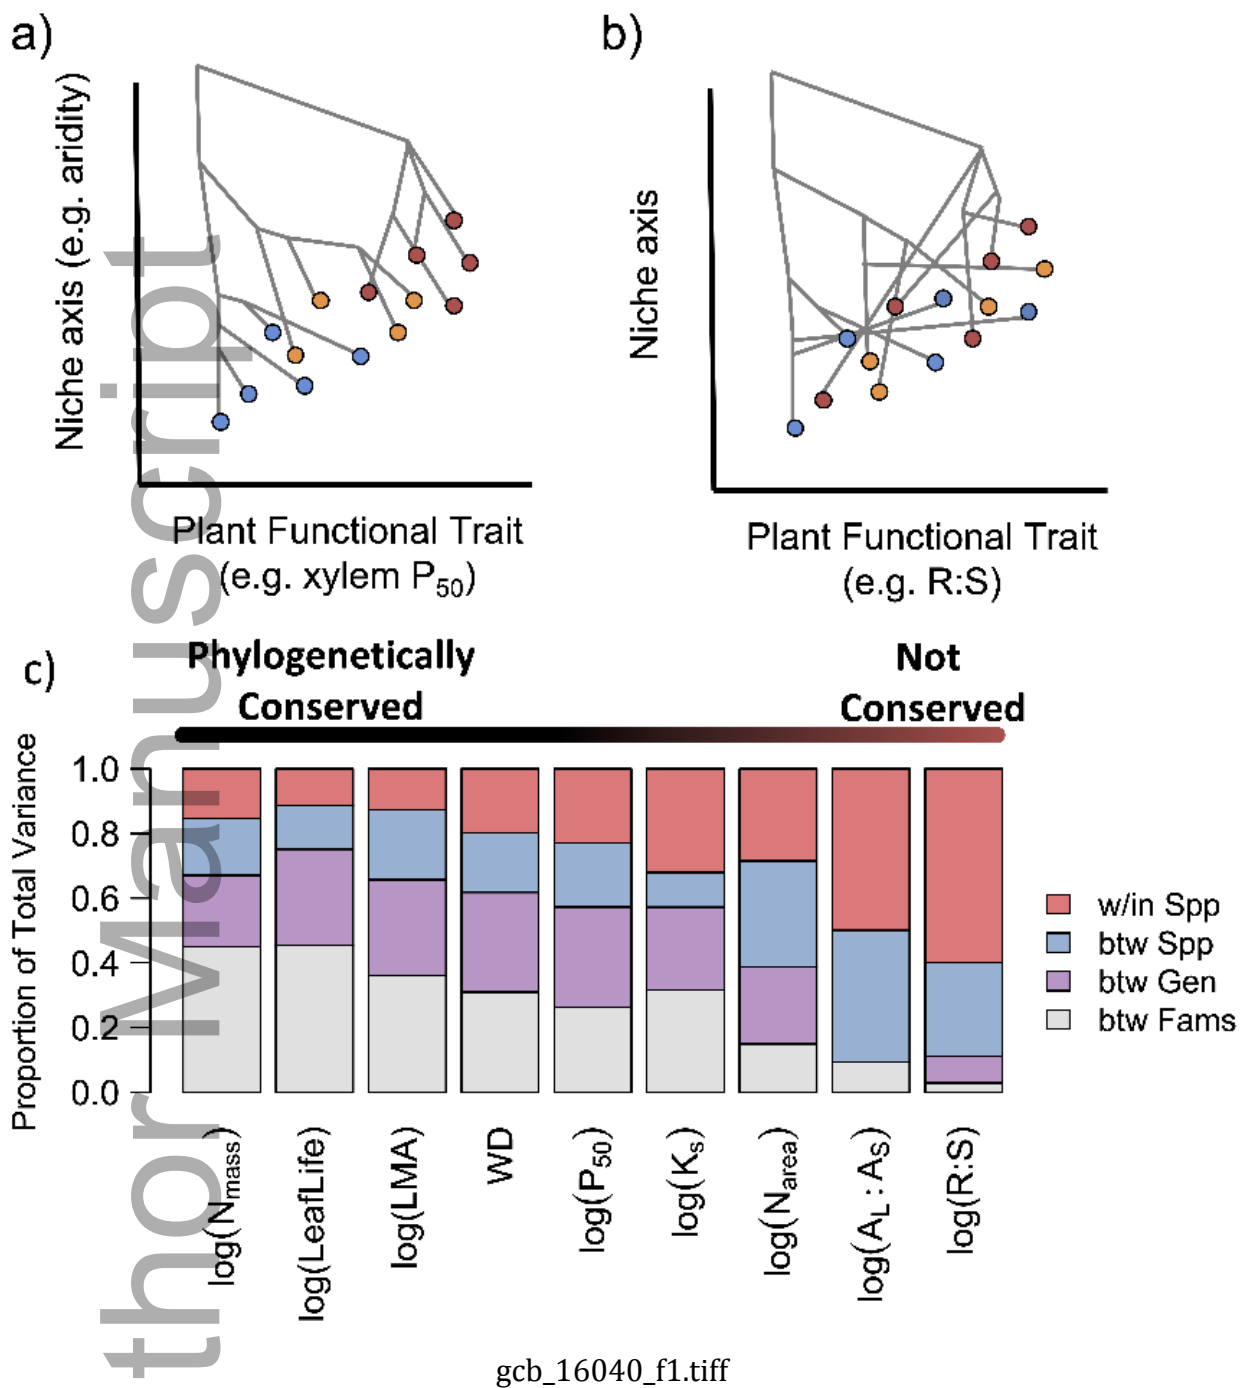 a)
b)
Niche axis (e.g. aridity)
Niche axis
Plant Functional Trait
(e.g. xylem P50)
Plant Functional Trait
(e.g. R:S)
c)
Phylogenetically
Conserved
Not
Conserved
Proportion of Total Variance
1.0
0.8
0.6
0.4
0.2
0.0
w/in Spp
btw Spp
btw Gen
btw Fams
log(Nmass)
log(LeafLife)
log(LMA)
WD
log(P50)
log(Ks)
log(Narea)
log(AL:AS)
log(R:S)
thor Manuscript
gcb_16040_f1.tiff